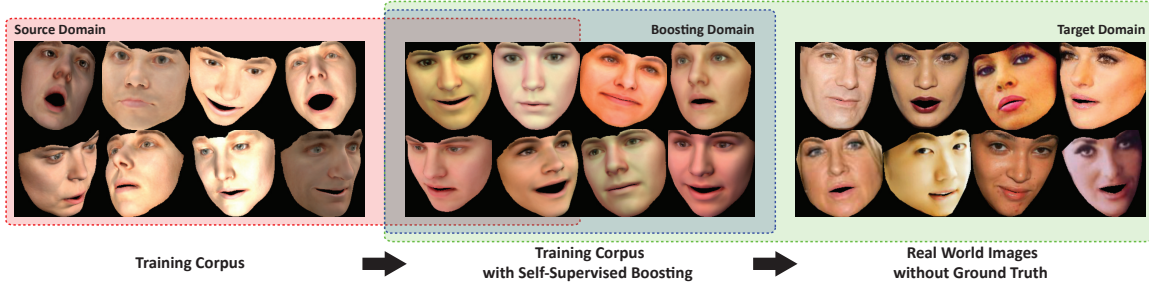 Source Domain
Boosting Domain
Target Domain
Training Corpus
Training Corpus
with Self-Supervised Boosting
Real World Images
without Ground Truth